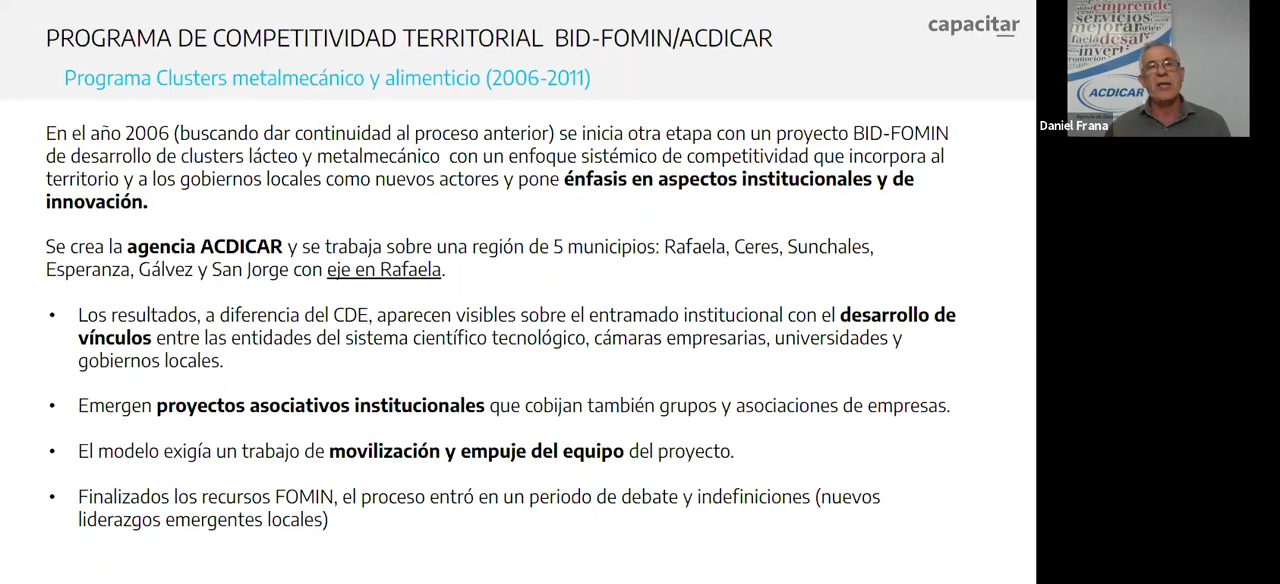 PROGRAMA DE COMPETITIVIDAD TERRITORIAL BID-FOMIN/ACDICAR
capacitar
Programa Clusters metalmecánico y alimenticio (2006-2011)
En el año 2006 (buscando dar continuidad al proceso anterior) se inicia otra etapa con un proyecto BID-FOMIN
de desarrollo de clusters lácteo y metalmecánico con un enfoque sistémico de competitividad que incorpora al
territorio y a los gobiernos locales como nuevos actores y pone énfasis en aspectos institucionales y de
innovación.
Se crea la agencia ACDICAR y se trabaja sobre una región de 5 municipios: Rafaela, Ceres, Sunchales,
Esperanza, Gálvez y San Jorge con eje en Rafaela.
• Los resultados, a diferencia del CDE, aparecen visibles sobre el entramado institucional con el desarrollo de
vínculos entre las entidades del sistema científico tecnológico, cámaras empresarias, universidades y
gobiernos locales.
• Emergen proyectos asociativos institucionales que cobijan también grupos y asociaciones de empresas.
• El modelo exigía un trabajo de movilización y empuje del equipo del proyecto.
• Finalizados los recursos FOMIN, el proceso entró en un periodo de debate y indefiniciones (nuevos
liderazgos emergentes locales)
emprende
servicios
mejorar
desaf
invert
ACDICAR
Daniel Frana